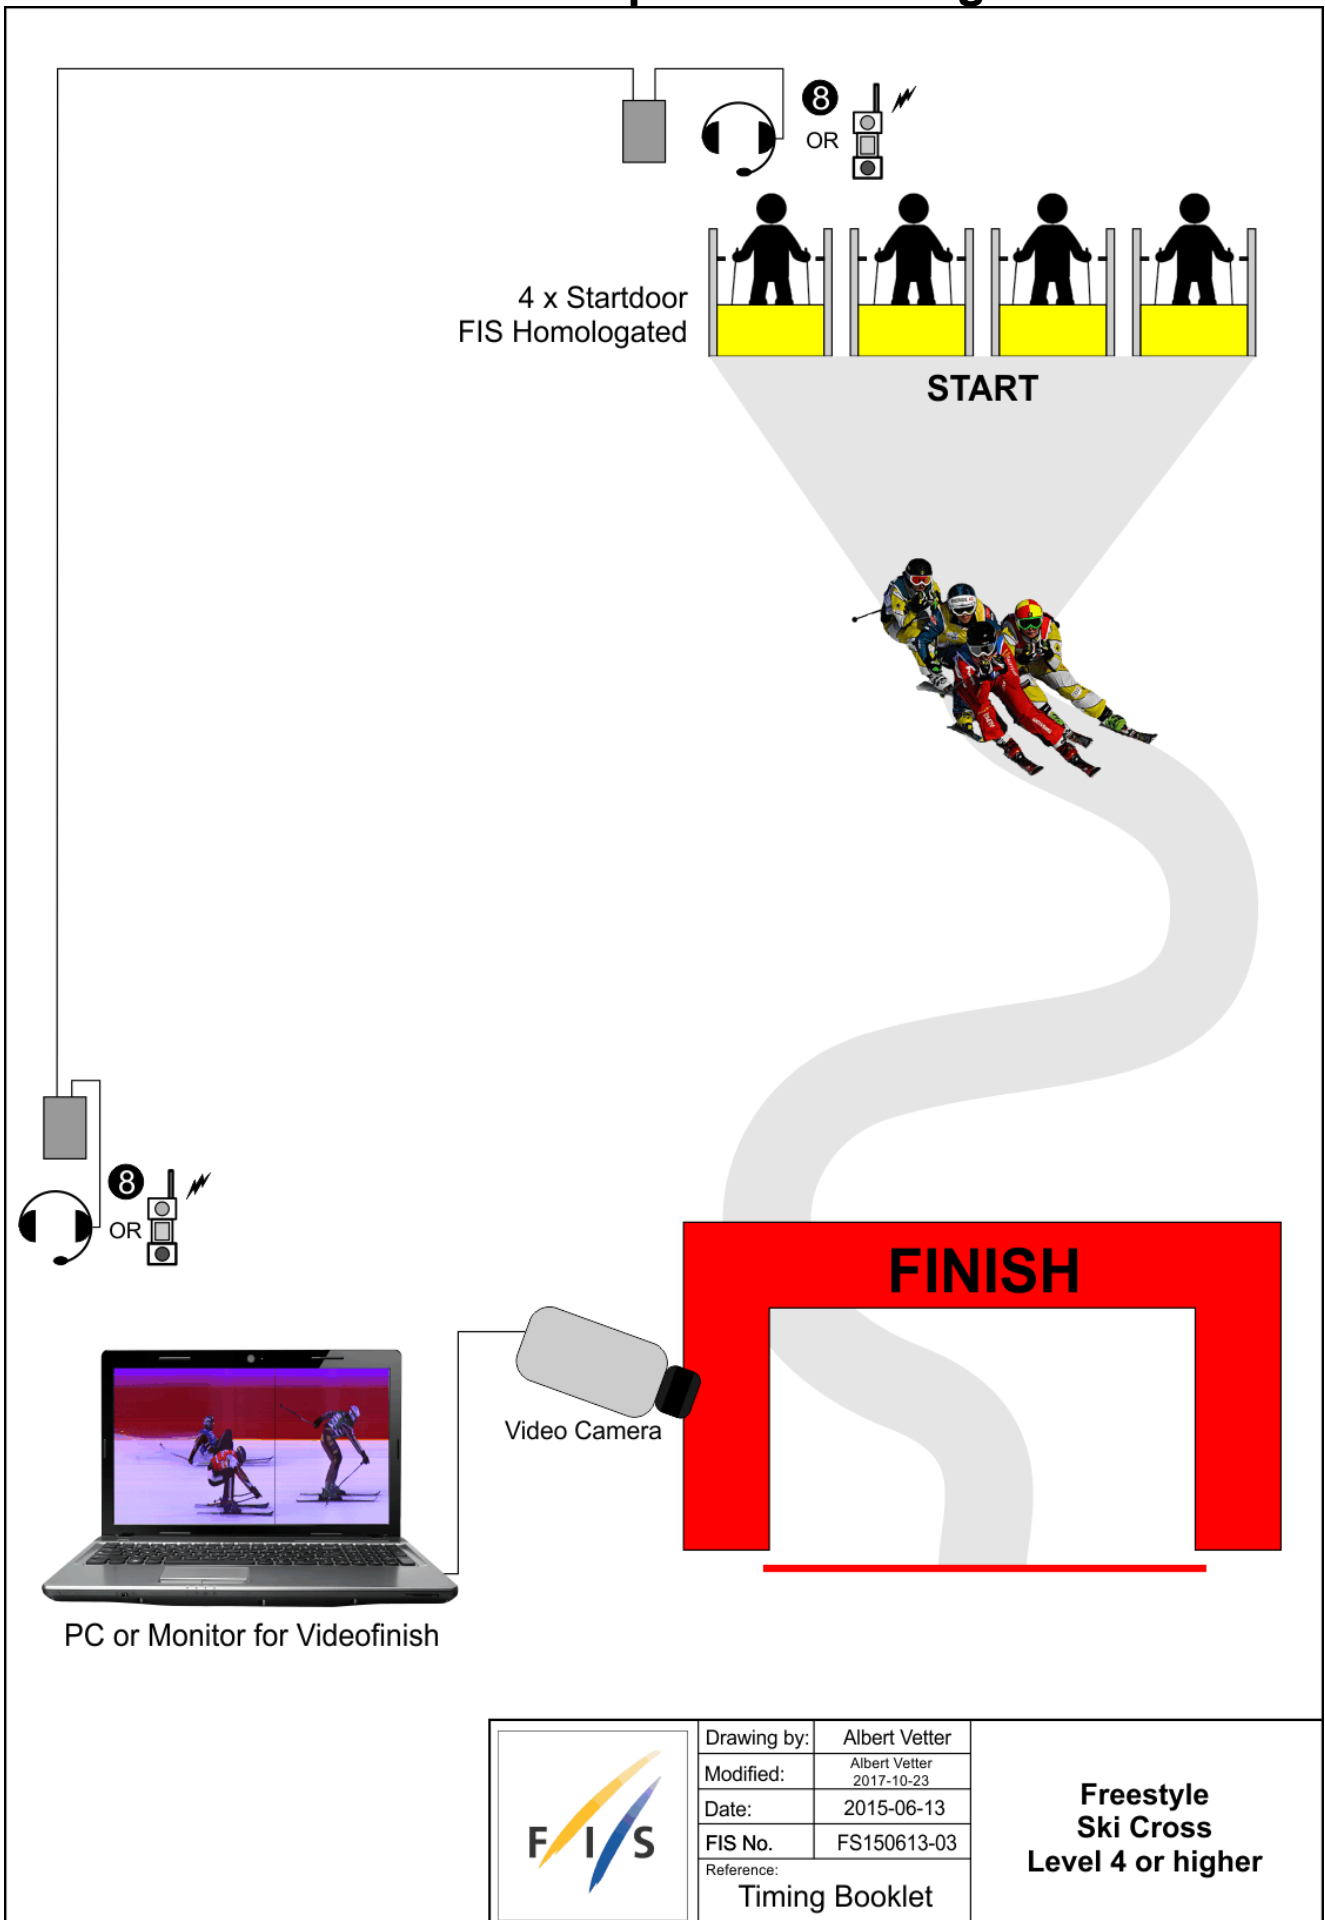 8
OR
4 x Startdoor
FIS Homologated
START
8
OR
FINISH
Video Camera
PC or Monitor for Videofinish
FIS
Drawing by: Albert Vetter
Modified: Albert Vetter
2017-10-23
Date: 2015-06-13
FIS No. FS150613-03
Reference:
Timing Booklet
Freestyle
Ski Cross
Level 4 or higher